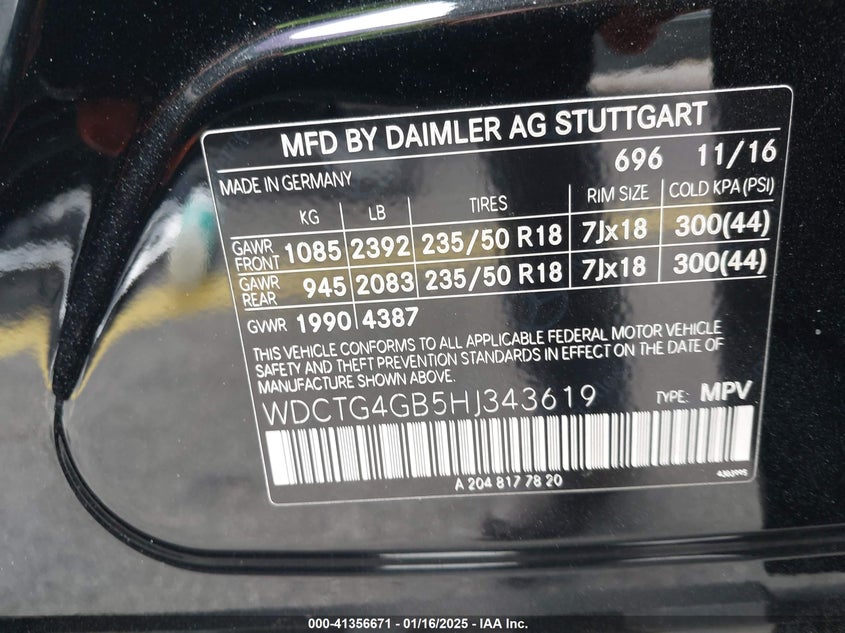 MFD BY DAIMLER AG STUTTGART
696 11/16
MADE IN GERMANY
KG LB TIRES RIM SIZE COLD KPA (PSI)
GAWR FRONT 1085 2392 235/50 R18 7Jx18 300(44)
GAWR REAR 945 2083 235/50 R18 7Jx18 300(44)
GVWR 1990 4387
THIS VEHICLE CONFORMS TO ALL APPLICABLE FEDERAL MOTOR VEHICLE
SAFETY AND THEFT PREVENTION STANDARDS IN EFFECT ON THE DATE OF
MANUFACTURE SHOWN ABOVE.
WDCTG4GB5HJ343619 TYPE: MPV
A 204 817 78 20
000-41356671 - 01/16/2025 - IAA Inc.